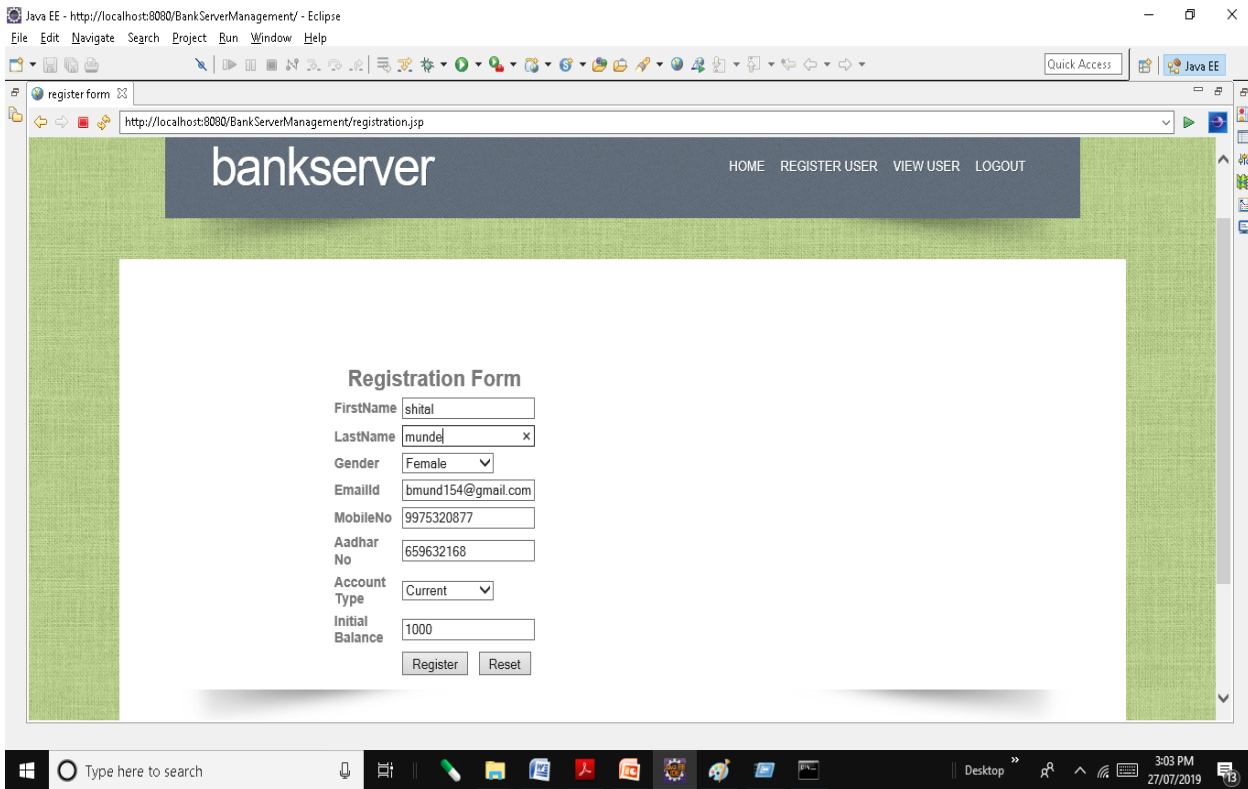 Java EE - http://localhost:8080/BankServerManagement/ - Eclipse
File Edit Navigate Search Project Run Window Help
Quick Access
Java EE
register form
http://localhost:8080/BankServerManagement/registration.jsp
bankserver
HOME REGISTER USER VIEW USER LOGOUT
Registration Form
FirstName shital
LastName munde
Gender Female
EmailId bmund154@gmail.com
MobileNo 9975320877
Aadhar
No 659632168
Account
Type Current
Initial
Balance 1000
Register Reset
Type here to search
Desktop
3:03 PM
27/07/2019
13